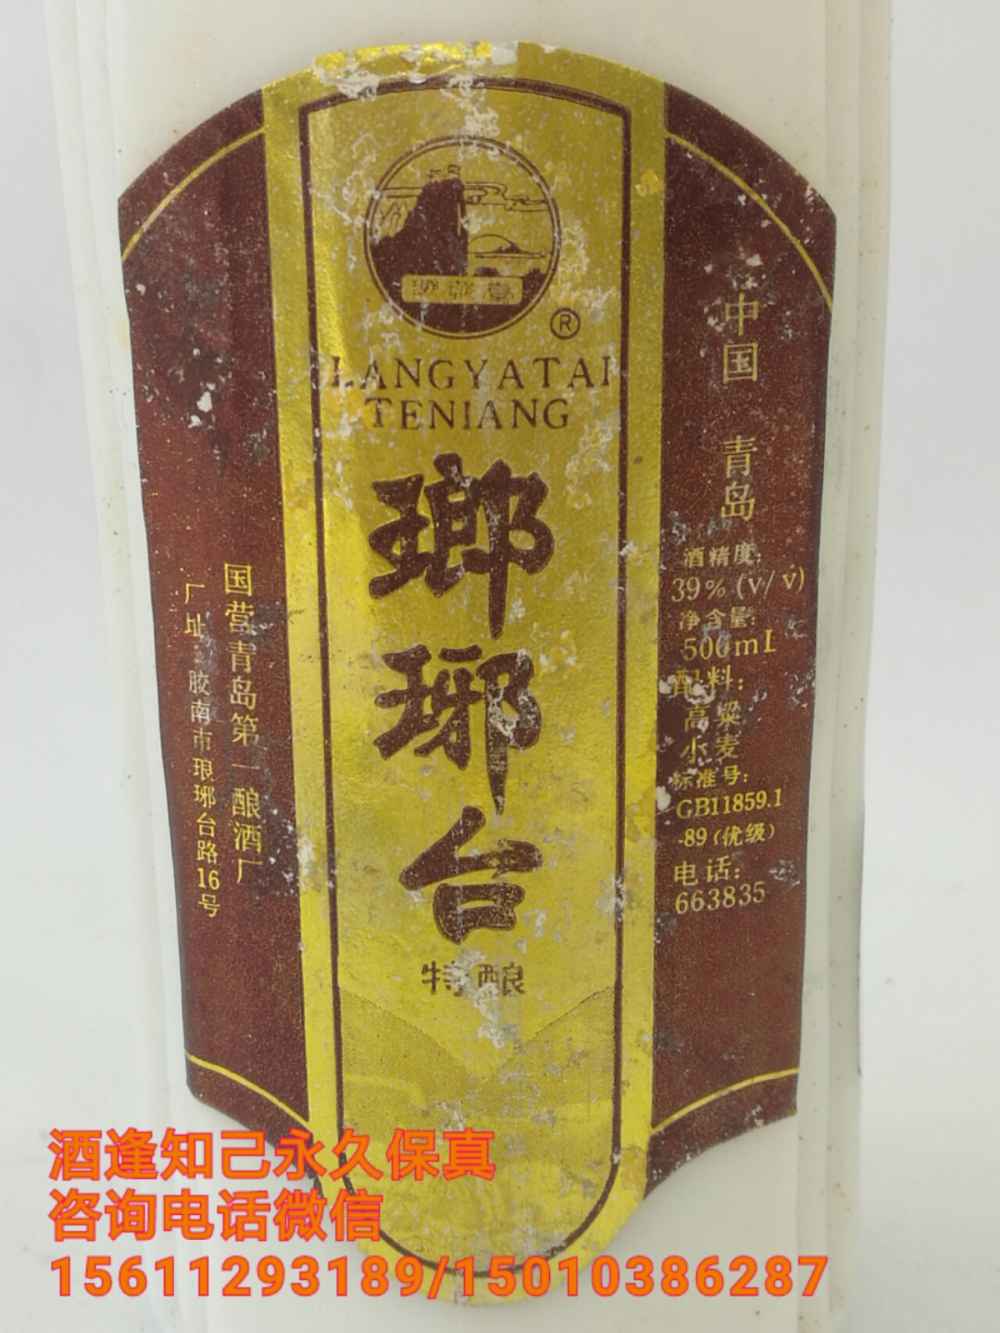 琅琊台
®
LANGYATAI
TENIANG
瑯琊台
特酿
中国 青岛
酒精度:
39% (v/v)
净含量:
500ml
配料:
高粱
小麦
标准号:
GB11859.1
-89(优级)
电话:
663835
国营青岛第一酿酒厂
厂址:胶南市琅琊台路16号
酒逢知己永久保真
咨询电话微信
15611293189/15010386287